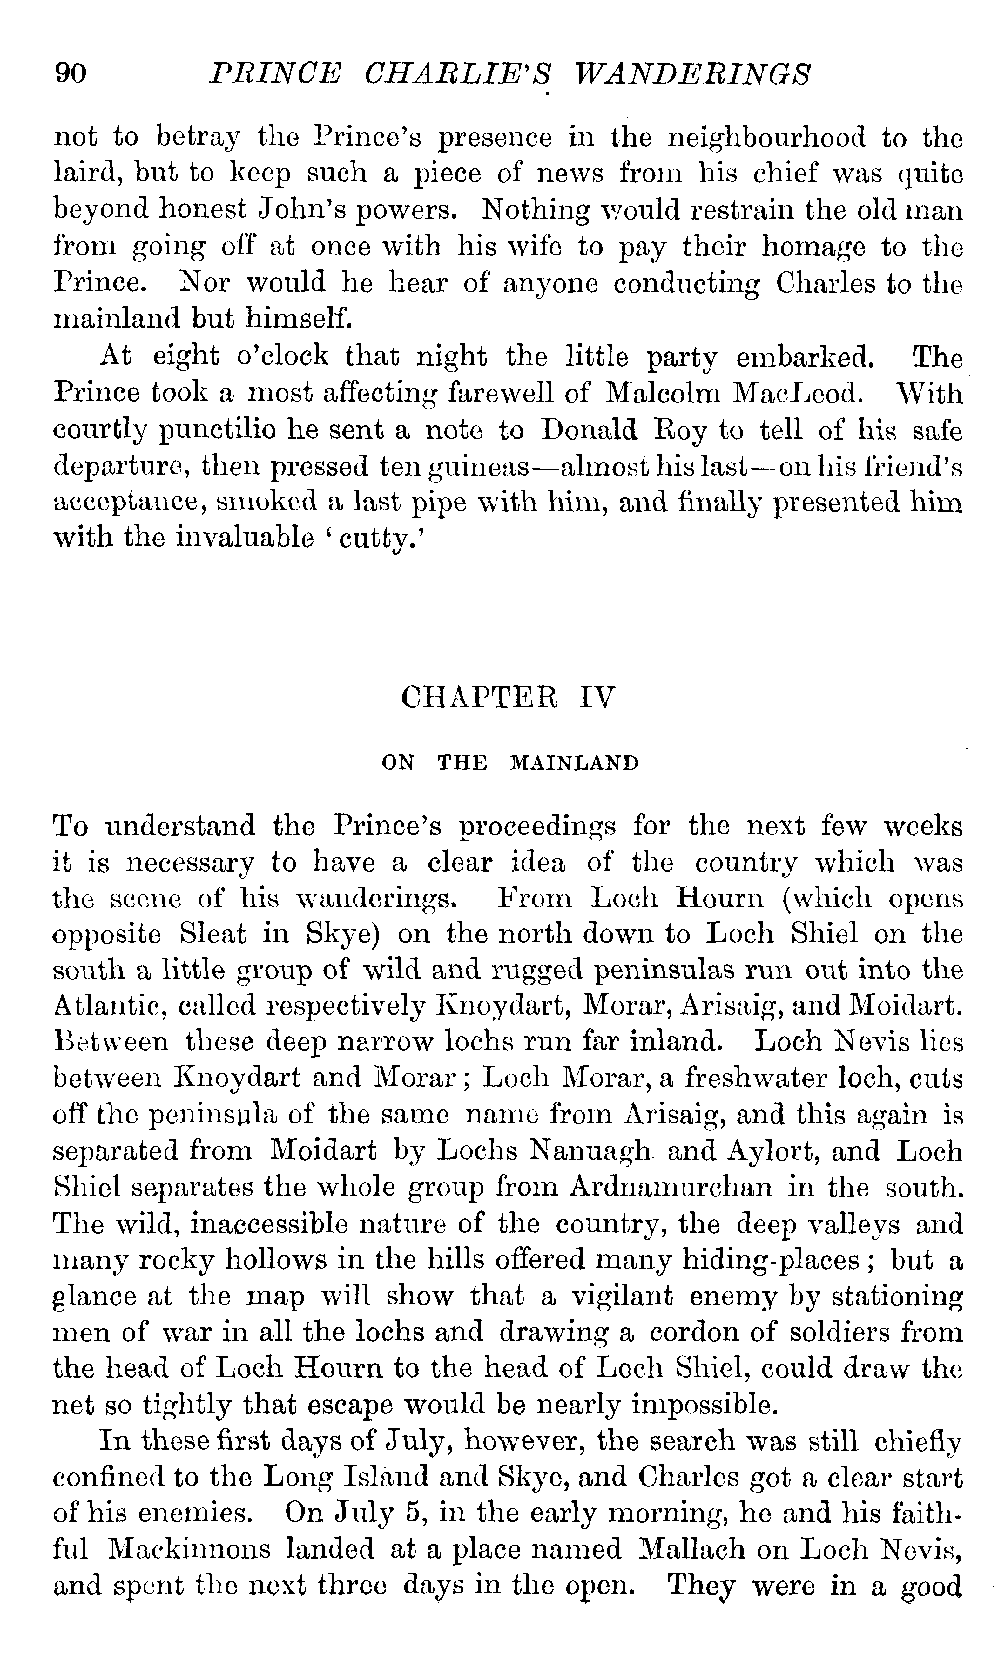 90 PRINCE CHARLIE'S WANDERINGS
not to betray the Prince's presence in the neighbourhood to the
laird, but to keep such a piece of news from his chief was quite
beyond honest John's powers. Nothing would restrain the old man
from going off at once with his wife to pay their homage to the
Prince. Nor would he hear of anyone conducting Charles to the
mainland but himself.
At eight o'clock that night the little party embarked. The
Prince took a most affecting farewell of Malcolm MacLeod. With
courtly punctilio he sent a note to Donald Roy to tell of his safe
departure, then pressed ten guineas—almost his last—on his friend's
acceptance, smoked a last pipe with him, and finally presented him
with the invaluable ‘cutty.’
CHAPTER IV
ON THE MAINLAND
To understand the Prince's proceedings for the next few weeks
it is necessary to have a clear idea of the country which was
the scene of his wanderings. From Loch Hourn (which opens
opposite Sleat in Skye) on the north down to Loch Shiel on the
south a little group of wild and rugged peninsulas run out into the
Atlantic, called respectively Knoydart, Morar, Arisaig, and Moidart.
Between these deep narrow lochs run far inland. Loch Nevis lies
between Knoydart and Morar; Loch Morar, a freshwater loch, cuts
off the peninsula of the same name from Arisaig, and this again is
separated from Moidart by Lochs Nanuagh and Aylort, and Loch
Shiel separates the whole group from Ardnamurchan in the south.
The wild, inaccessible nature of the country, the deep valleys and
many rocky hollows in the hills offered many hiding-places; but a
glance at the map will show that a vigilant enemy by stationing
men of war in all the lochs and drawing a cordon of soldiers from
the head of Loch Hourn to the head of Loch Shiel, could draw the
net so tightly that escape would be nearly impossible.
In these first days of July, however, the search was still chiefly
confined to the Long Island and Skye, and Charles got a clear start
of his enemies. On July 5, in the early morning, he and his faith-
ful Mackinnons landed at a place named Mallach on Loch Nevis,
and spent the next three days in the open. They were in a good